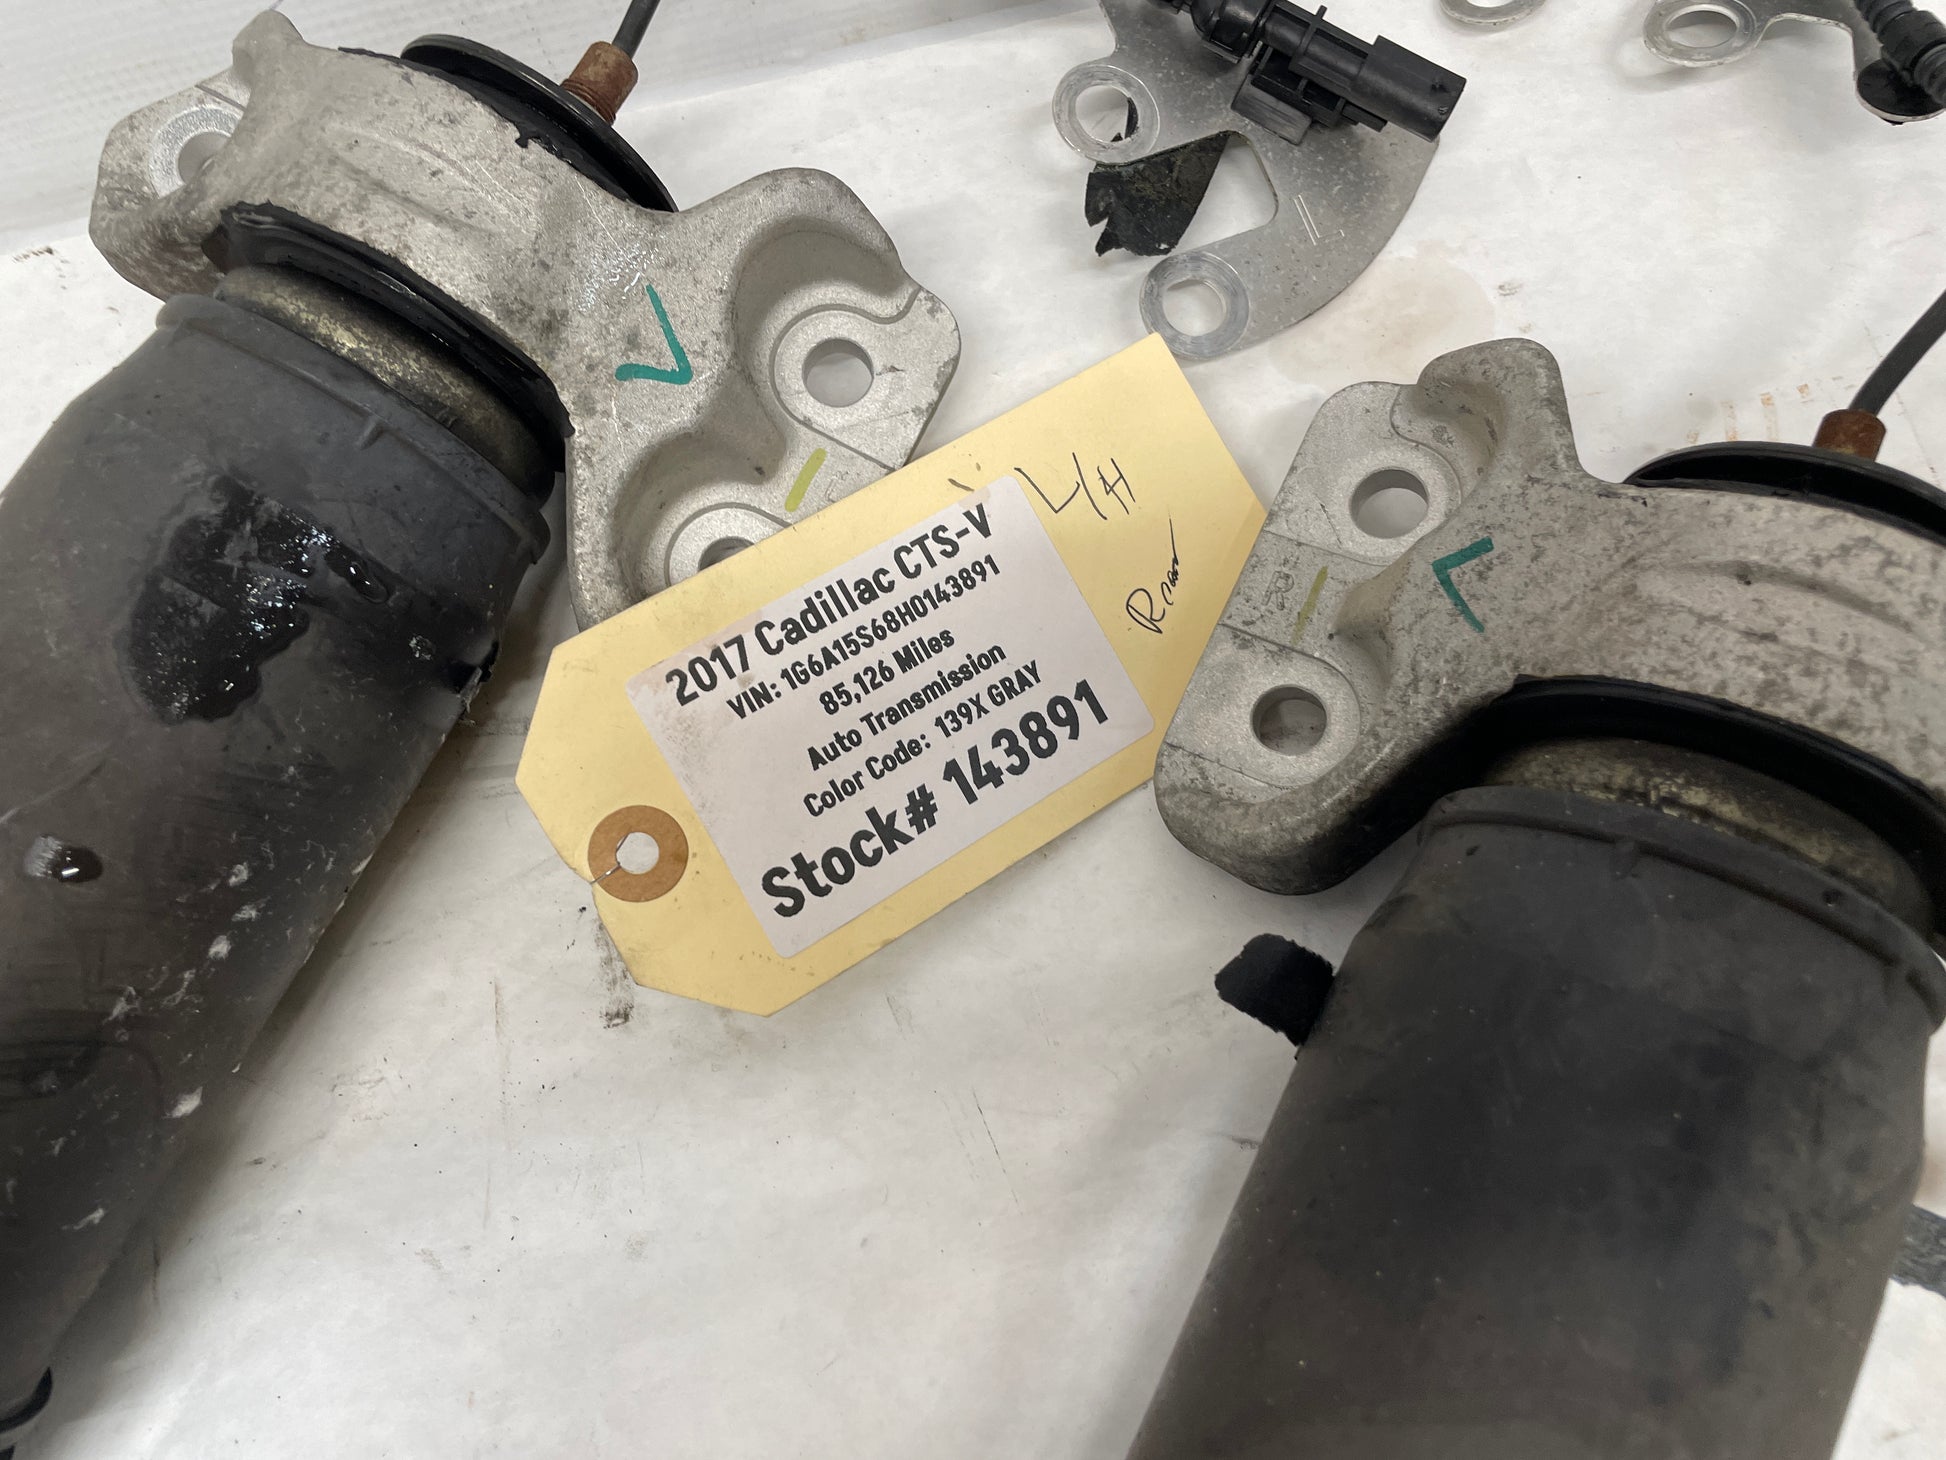 2017 Cadillac CTS-V
VIN: 1G6A15S68H0143891
85,126 Miles
Auto Transmission
Color Code: 139X GRAY
Stock# 143891
L/H
Rear
R